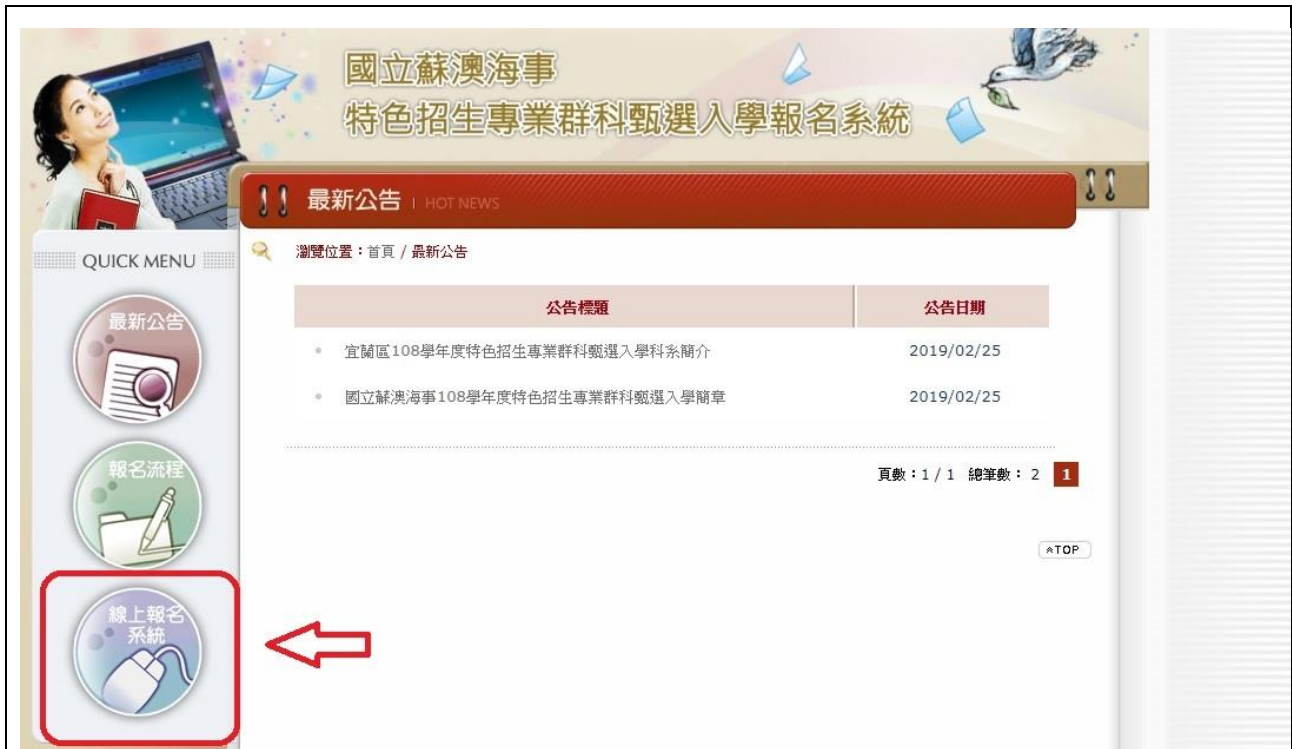 國立蘇澳海事
特色招生專業群科甄選入學報名系統
最新公告 | HOT NEWS
瀏覽位置：首頁 / 最新公告
QUICK MENU
最新公告
報名流程
線上報名
系統
公告標題 公告日期
宜蘭區108學年度特色招生專業群科甄選入學科系簡介 2019/02/25
國立蘇澳海事108學年度特色招生專業群科甄選入學簡章 2019/02/25
頁數：1 / 1 總筆數： 2 1
TOP